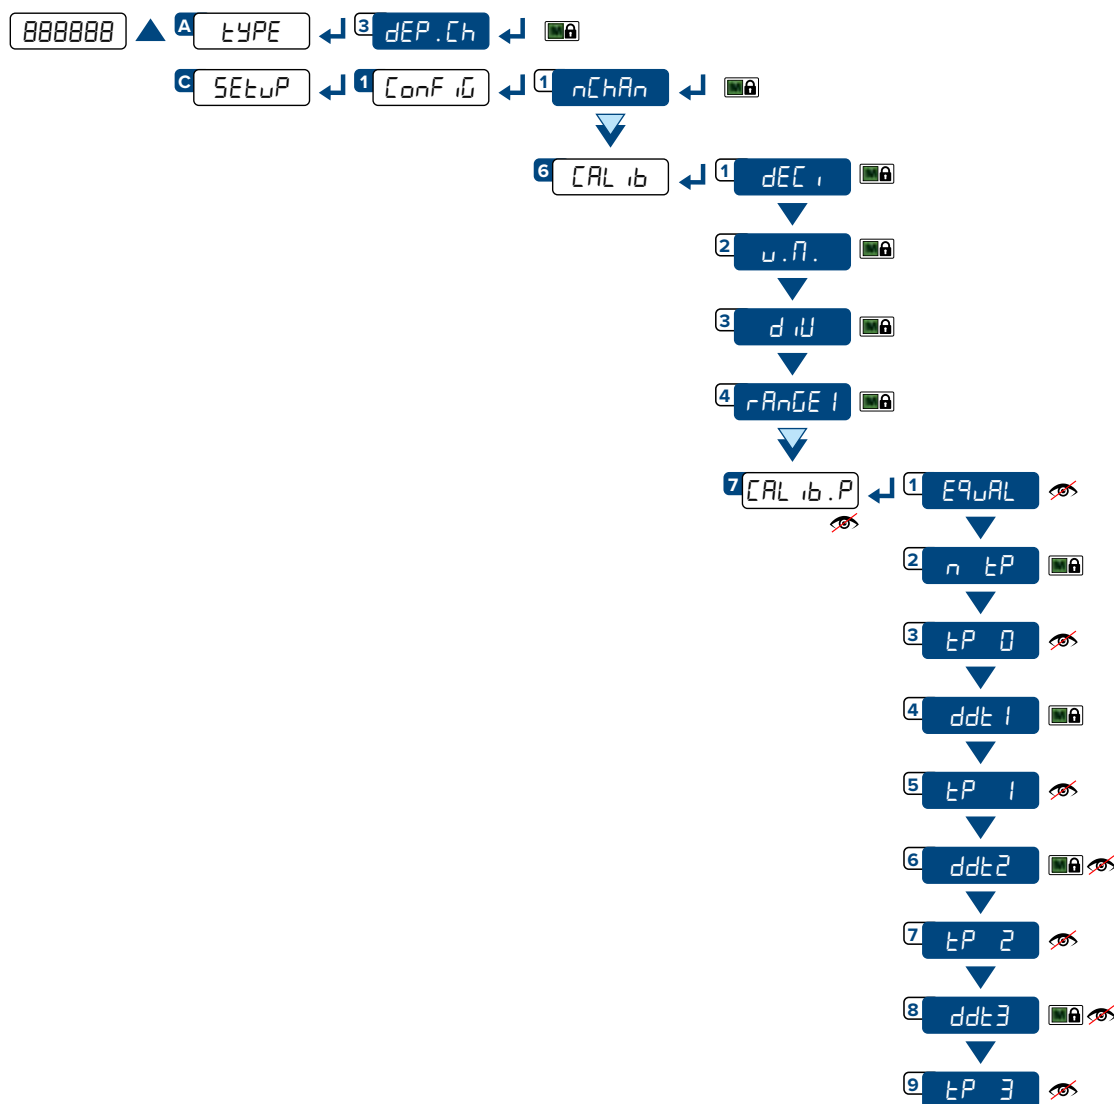 888888 A tYPE 3 dEP.Ch M
C SEtuP 1 ConFiG 1 nChAn M
6 CALib 1 dECi M
2 u.M. M
3 diU M
4 rAnGE1 M
7 CALib.P 1 EquAL
2 n tP M
3 tP 0
4 ddt1 M
5 tP 1
6 ddt2 M
7 tP 2
8 ddt3 M
9 tP 3